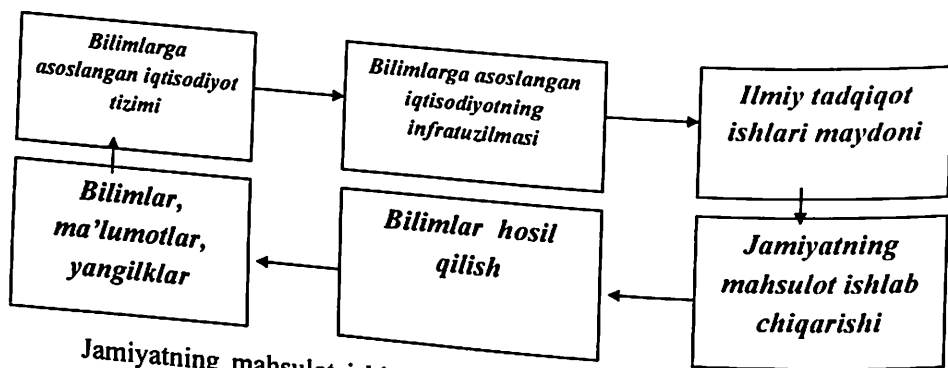 Bilimlarga
asoslangan iqtisodiyot
tizimi
Bilimlarga asoslangan
iqtisodiyotning
infratuzilmasi
Ilmiy tadqiqot
ishlari maydoni
Bilimlar,
ma'lumotlar,
yangilklar
Bilimlar hosil
qilish
Jamiyatning
mahsulot ishlab
chiqarishi
Jamiyatning mahsulot